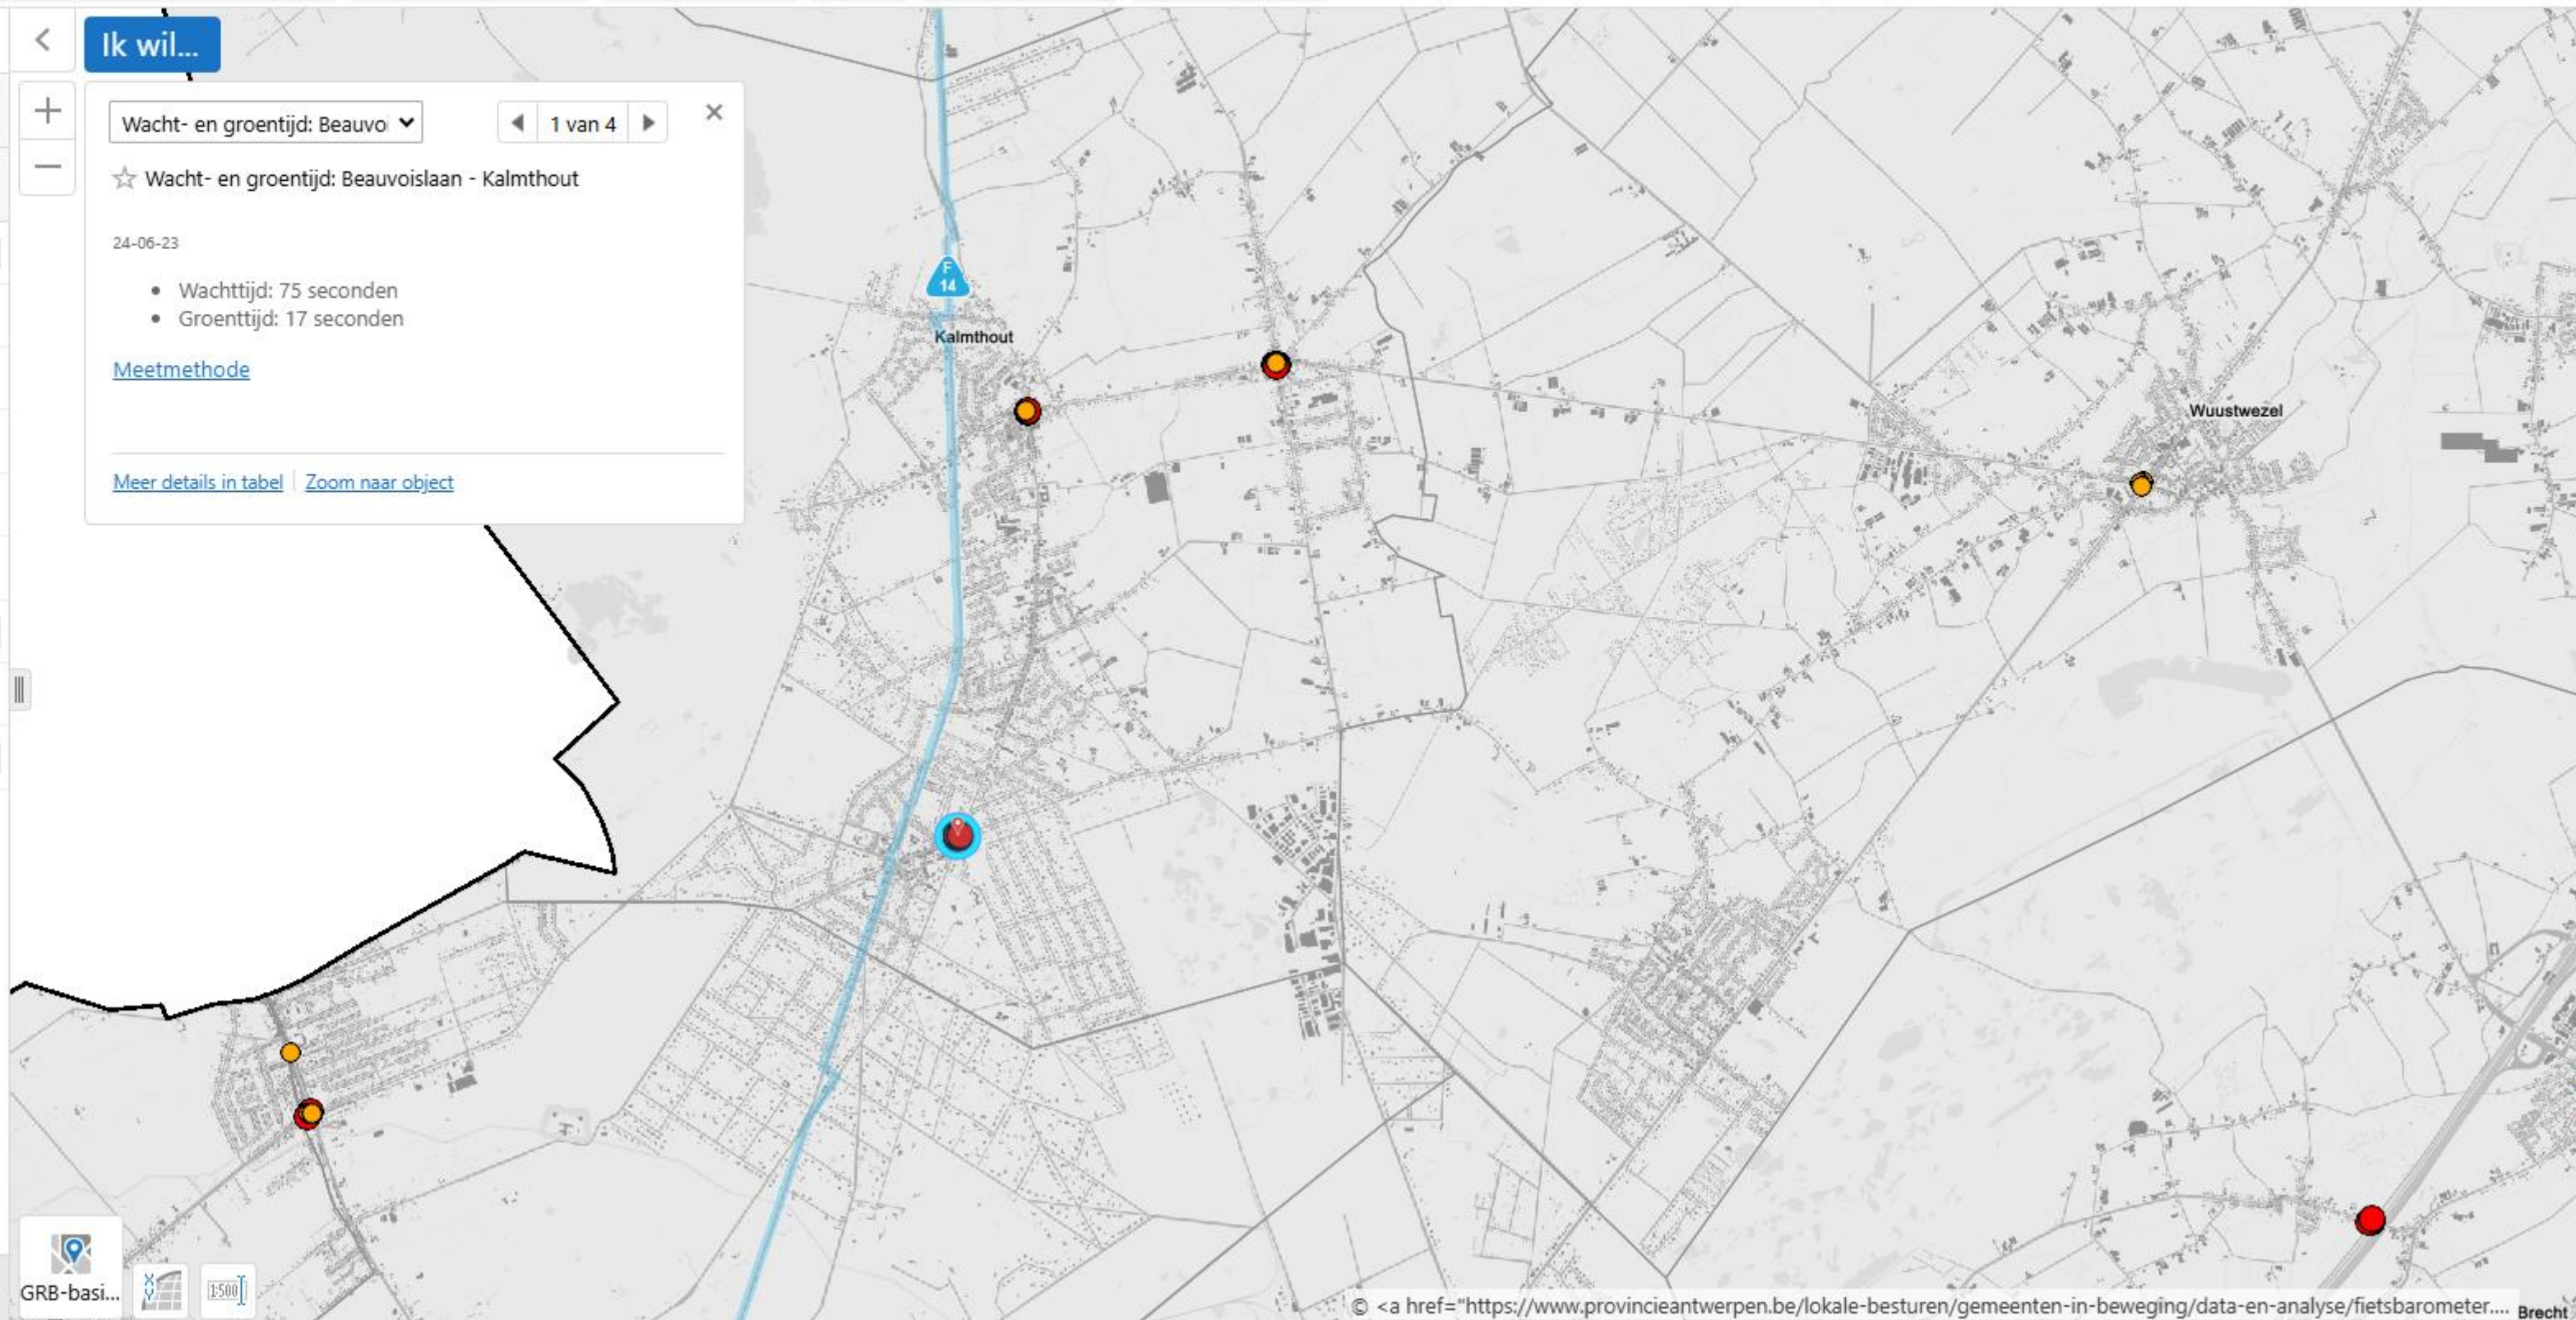 Ik wil...
Wacht- en groentijd: Beauvo
1 van 4
Wacht- en groentijd: Beauvoislaan - Kalmthout
24-06-23
Wachttijd: 75 seconden
Groenttijd: 17 seconden
Meetmethode
Meer details in tabel
Zoom naar object
F
14
Kalmthout
Wuustwezel
GRB-basi...
X
Y
1:500
© <a href="https://www.provincieantwerpen.be/lokale-besturen/gemeenten-in-beweging/data-en-analyse/fietsbarometer....
Brecht